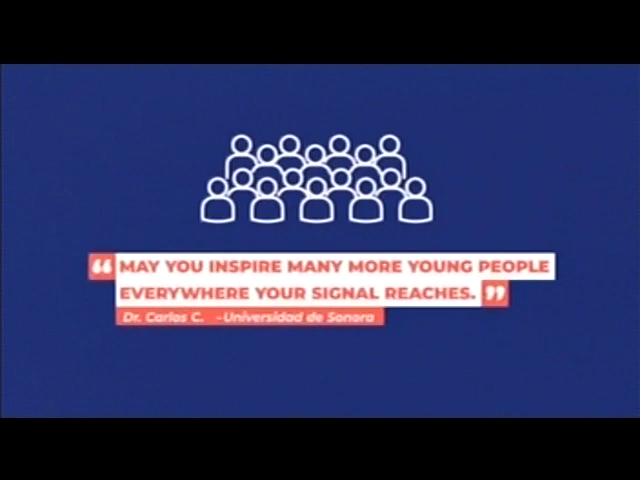 ❝ MAY YOU INSPIRE MANY MORE YOUNG PEOPLE
EVERYWHERE YOUR SIGNAL REACHES. ❞
Dr. Carlos C. -Universidad de Sonora